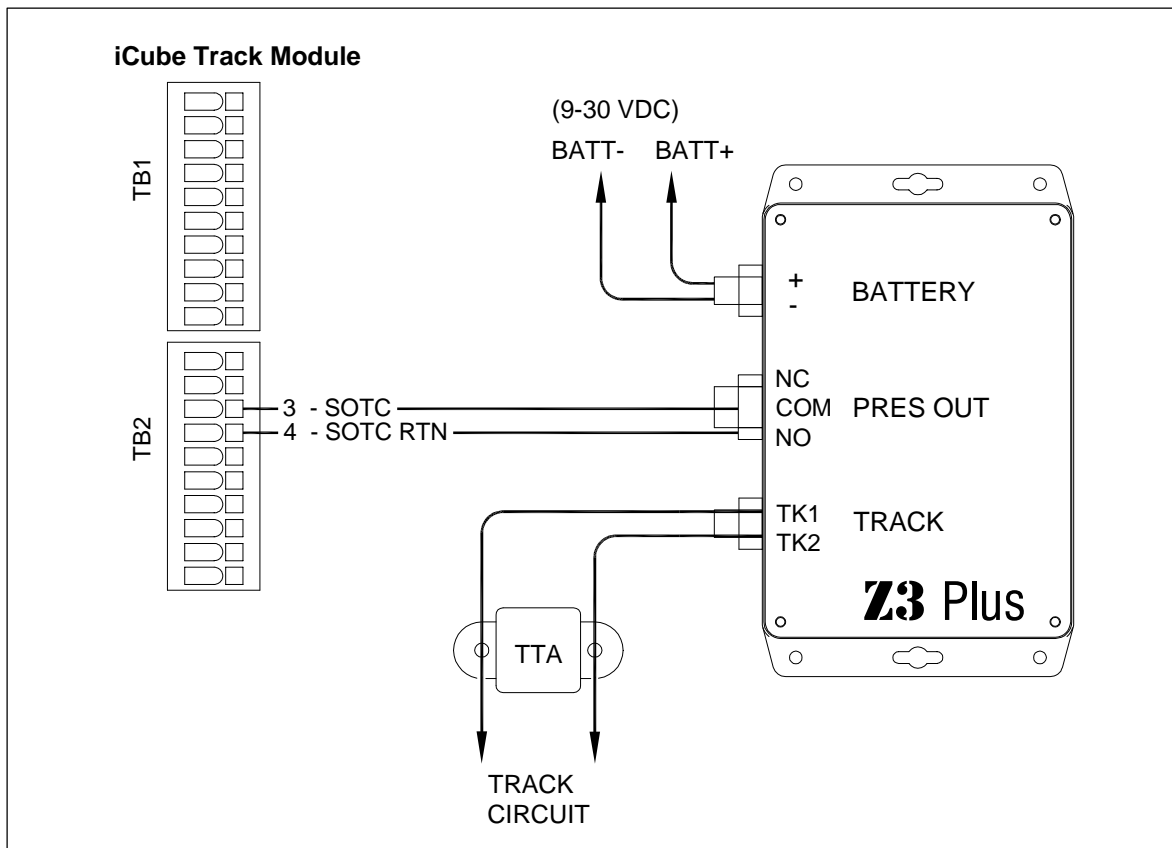 iCube Track Module
TB1
(9-30 VDC)
BATT- BATT+
+
-
BATTERY
TB2
3 - SOTC
4 - SOTC RTN
NC
COM
NO
PRES OUT
TK1
TK2
TRACK
Z3 Plus
TTA
TRACK
CIRCUIT